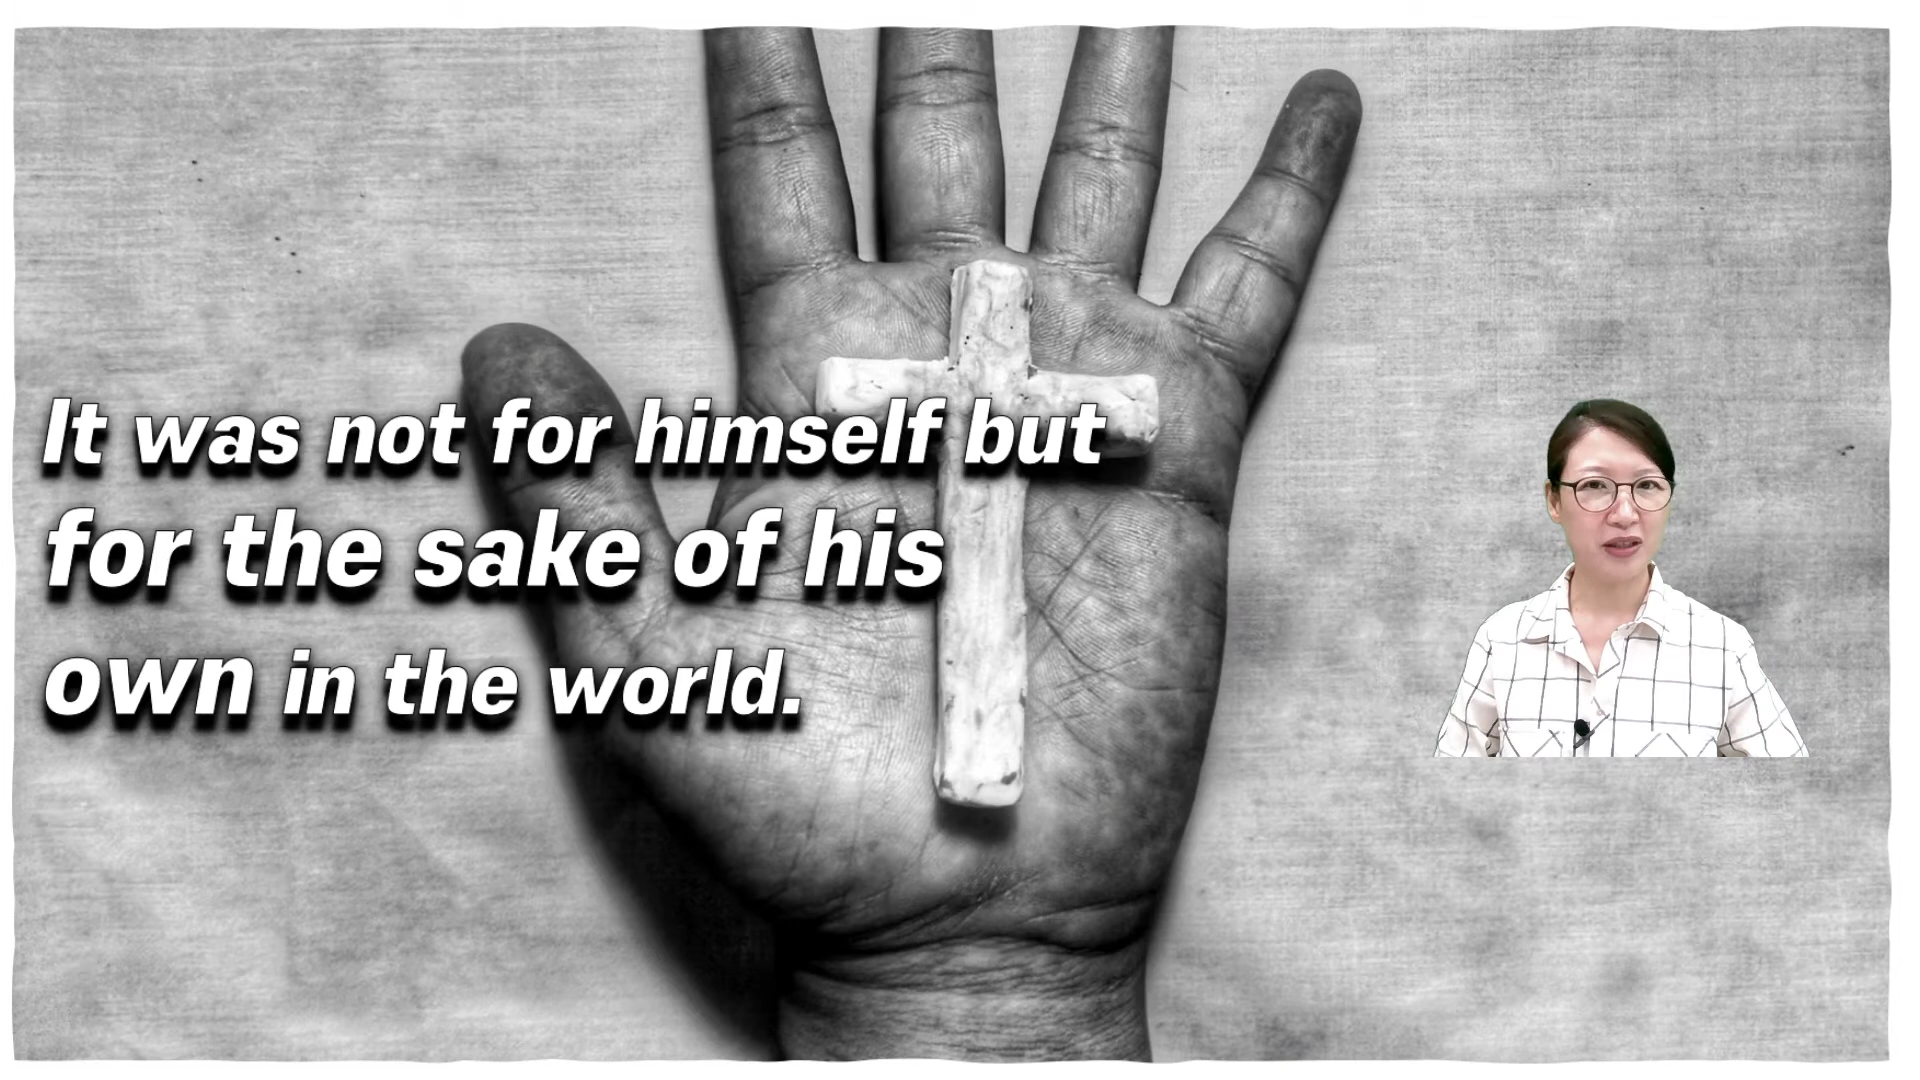 It was not for himself but
for the sake of his
own in the world.